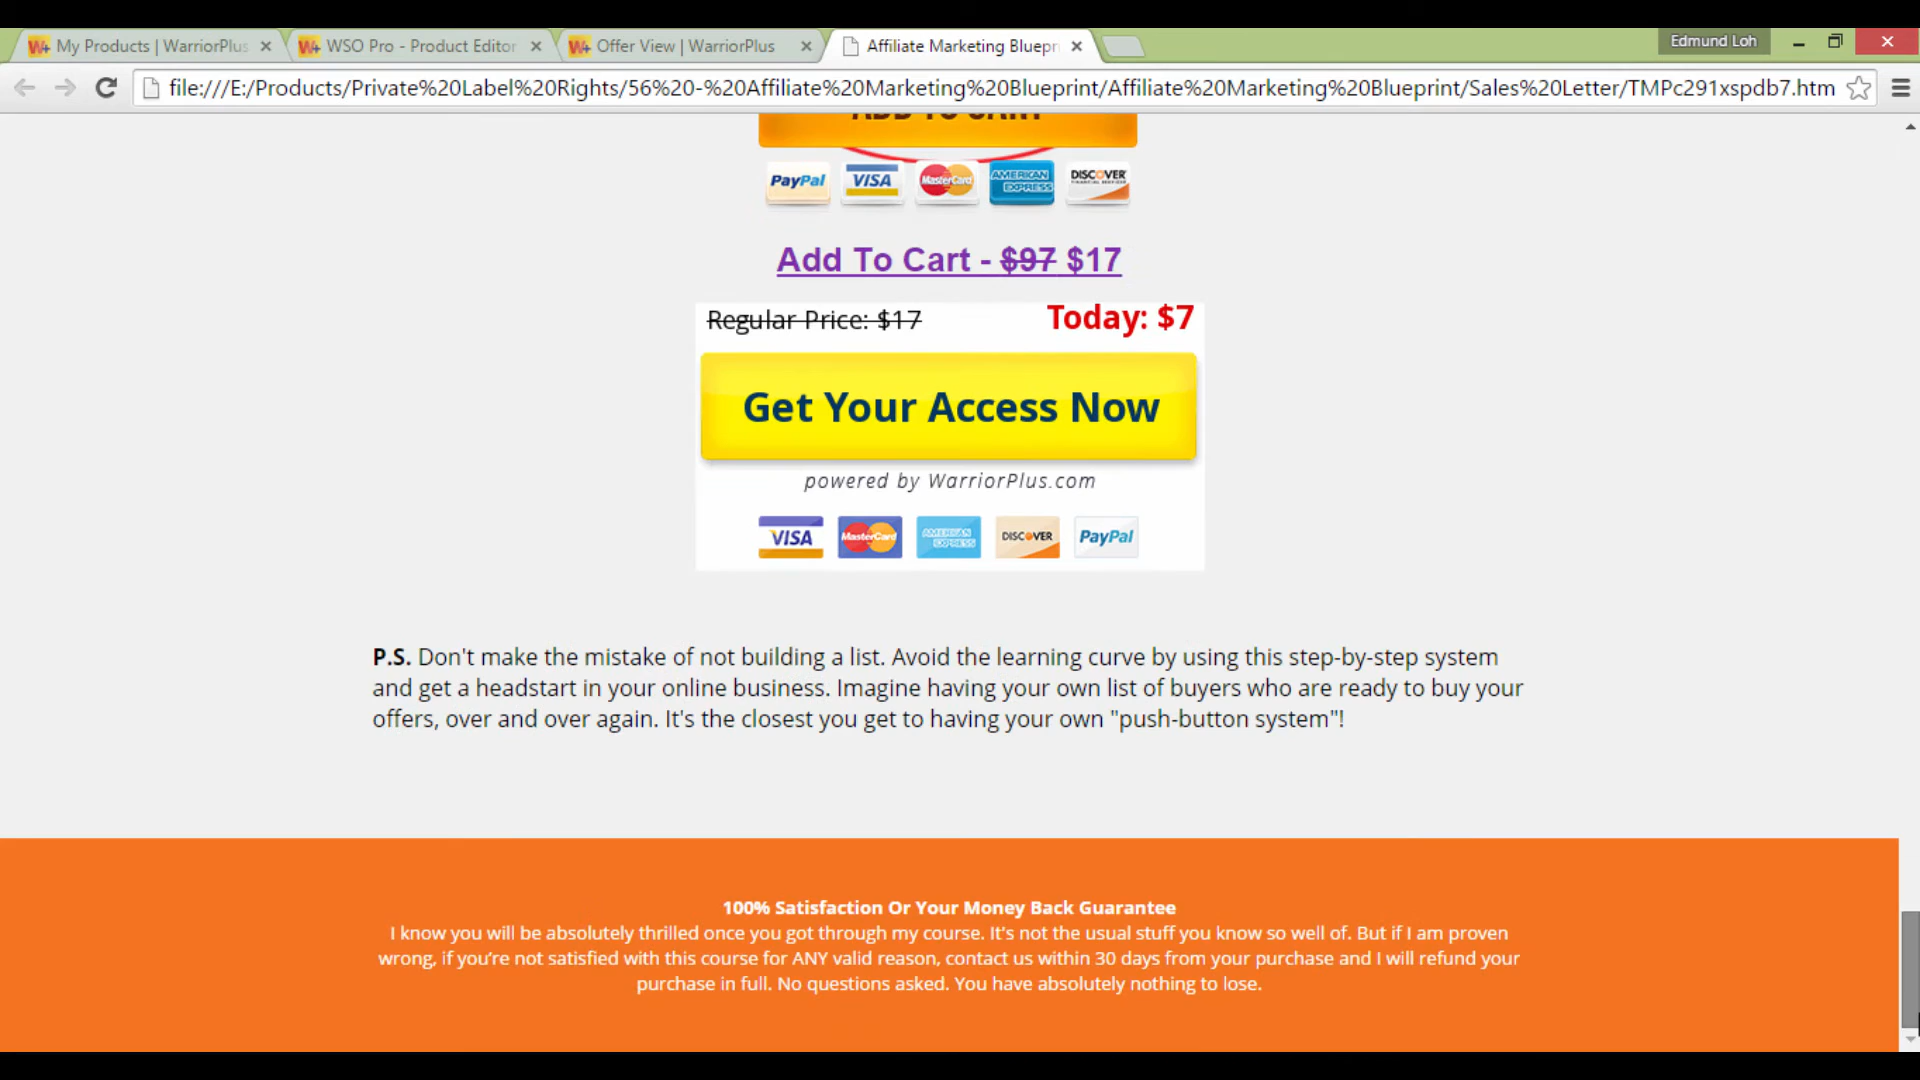 My Products | WarriorPlus
WSO Pro - Product Editor
Offer View | WarriorPlus
Affiliate Marketing Bluepr
Edmund Loh
file:///E:/Products/Private%20Label%20Rights/56%20-%20Affiliate%20Marketing%20Blueprint/Affiliate%20Marketing%20Blueprint/Sales%20Letter/TMPc291xspdb7.htm
ADD TO CART
PayPal VISA MasterCard AMERICAN EXPRESS DISCOVER FINANCIAL SERVICES
Add To Cart - $97 $17
Regular Price: $17 Today: $7
Get Your Access Now
powered by WarriorPlus.com
VISA MasterCard AMERICAN EXPRESS DISCOVER PayPal
P.S. Don't make the mistake of not building a list. Avoid the learning curve by using this step-by-step system
and get a headstart in your online business. Imagine having your own list of buyers who are ready to buy your
offers, over and over again. It's the closest you get to having your own "push-button system"!
100% Satisfaction Or Your Money Back Guarantee
I know you will be absolutely thrilled once you got through my course. It's not the usual stuff you know so well of. But if I am proven
wrong, if you're not satisfied with this course for ANY valid reason, contact us within 30 days from your purchase and I will refund your
purchase in full. No questions asked. You have absolutely nothing to lose.